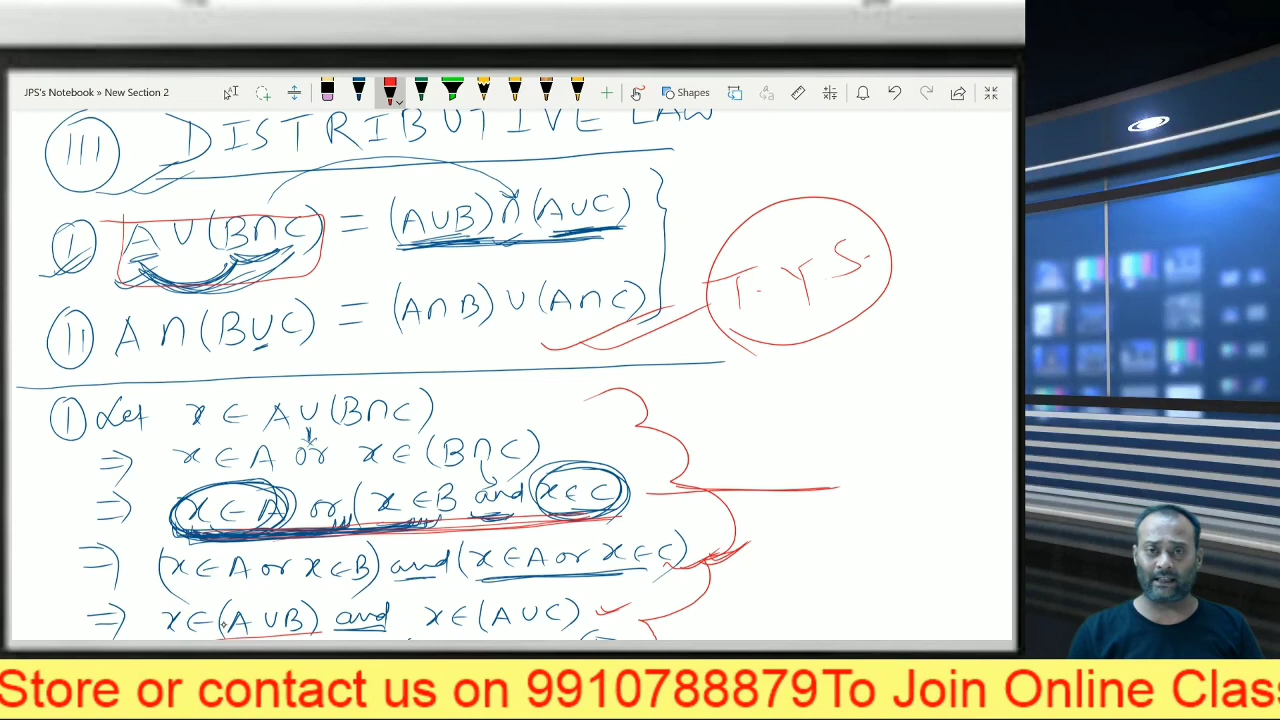 JPS's Notebook » New Section 2
Shapes
III DISTRIBUTIVE LAW
I A ∪ (B∩C) = (A∪B) ∩ (A∪C)
II A ∩ (B∪C) = (A∩B) ∪ (A∩C)
T.Y.S.
I Let x ∈ A∪(B∩C)
⇒ x ∈ A or x ∈ (B∩C)
⇒ (x ∈ A) or (x ∈ B and x ∈ C)
⇒ (x ∈ A or x ∈ B) and (x ∈ A or x ∈ C)
⇒ x ∈ (A∪B) and x ∈ (A∪C)
Store or contact us on 9910788879To Join Online Clas